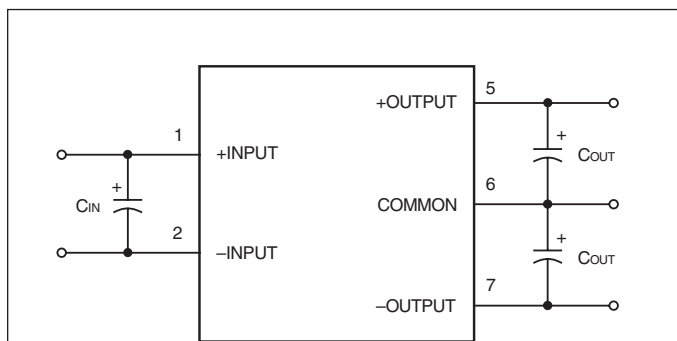 5
+OUTPUT
1
+
+INPUT
COUT
6
+
CIN
COMMON
2
+
–INPUT
COUT
7
–OUTPUT